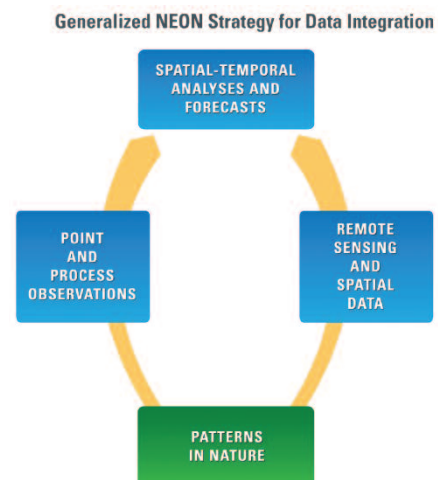 Generalized NEON Strategy for Data Integration
SPATIAL-TEMPORAL
ANALYSES AND
FORECASTS
POINT
AND
PROCESS
OBSERVATIONS
REMOTE
SENSING
AND
SPATIAL
DATA
PATTERNS
IN NATURE